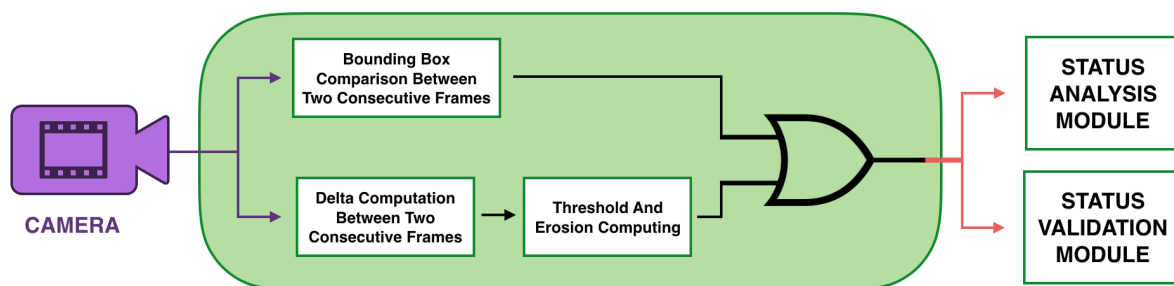 CAMERA
Bounding Box
Comparison Between
Two Consecutive Frames
Delta Computation
Between Two
Consecutive Frames
Threshold And
Erosion Computing
STATUS
ANALYSIS
MODULE
STATUS
VALIDATION
MODULE